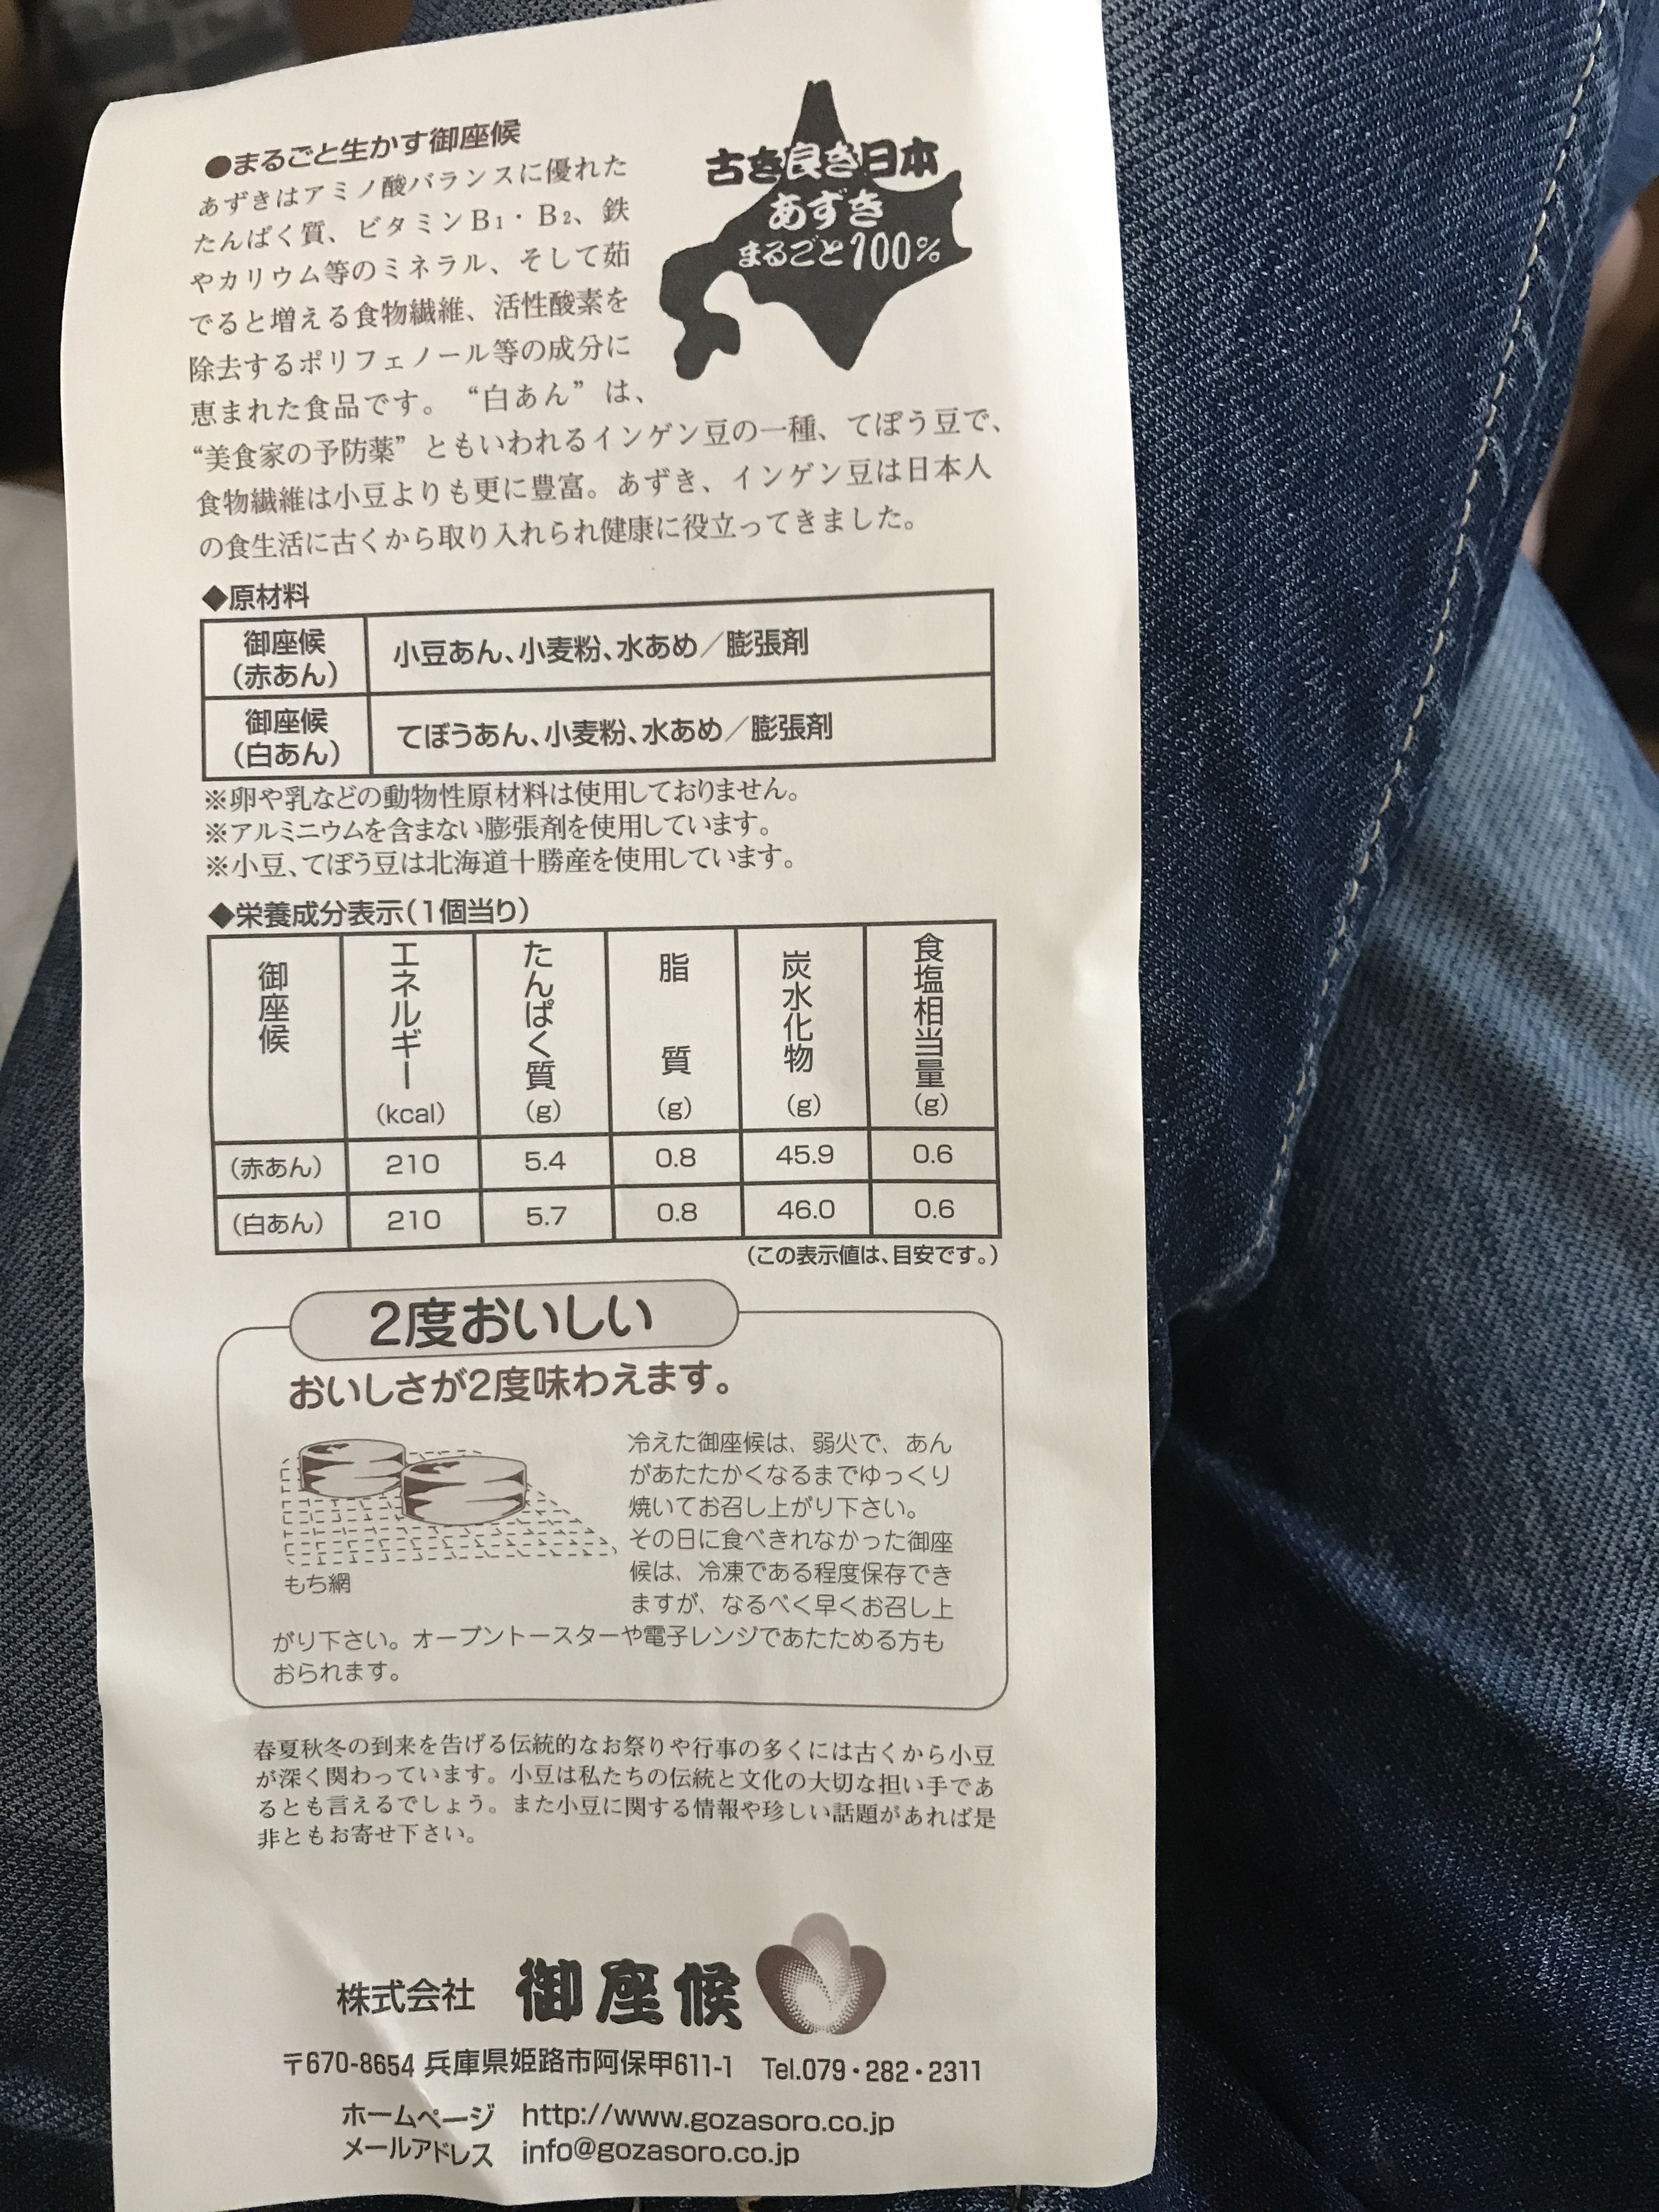 ●まるごと生かす御座候
あずきはアミノ酸バランスに優れた
たんぱく質、ビタミンB1・B2、鉄
やカリウム等のミネラル、そして茹
でると増える食物繊維、活性酸素を
除去するポリフェノール等の成分に
恵まれた食品です。“白あん”は、
“美食家の予防薬”ともいわれるインゲン豆の一種、てぼう豆で、
食物繊維は小豆よりも更に豊富。あずき、インゲン豆は日本人
の食生活に古くから取り入れられ健康に役立ってきました。
古き良き日本
あずき
まるごと100%
◆原材料
御座候
(赤あん)
小豆あん、小麦粉、水あめ／膨張剤
御座候
(白あん)
てぼうあん、小麦粉、水あめ／膨張剤
※卵や乳などの動物性原材料は使用しておりません。
※アルミニウムを含まない膨張剤を使用しています。
※小豆、てぼう豆は北海道十勝産を使用しています。
◆栄養成分表示(1個当り)
御座候 エネルギー(kcal) たんぱく質(g) 脂質(g) 炭水化物(g) 食塩相当量(g)
(赤あん) 210 5.4 0.8 45.9 0.6
(白あん) 210 5.7 0.8 46.0 0.6
(この表示値は、目安です。)
2度おいしい
おいしさが2度味わえます。
もち網
冷えた御座候は、弱火で、あん
があたたかくなるまでゆっくり
焼いてお召し上がり下さい。
その日に食べきれなかった御座
候は、冷凍である程度保存でき
ますが、なるべく早くお召し上
がり下さい。オーブントースターや電子レンジであたためる方も
おられます。
春夏秋冬の到来を告げる伝統的なお祭りや行事の多くには古くから小豆
が深く関わっています。小豆は私たちの伝統と文化の大切な担い手であ
るとも言えるでしょう。また小豆に関する情報や珍しい話題があれば是
非ともお寄せ下さい。
株式会社 御座候
〒670-8654 兵庫県姫路市阿保甲611-1 Tel.079・282・2311
ホームページ http://www.gozasoro.co.jp
メールアドレス info@gozasoro.co.jp